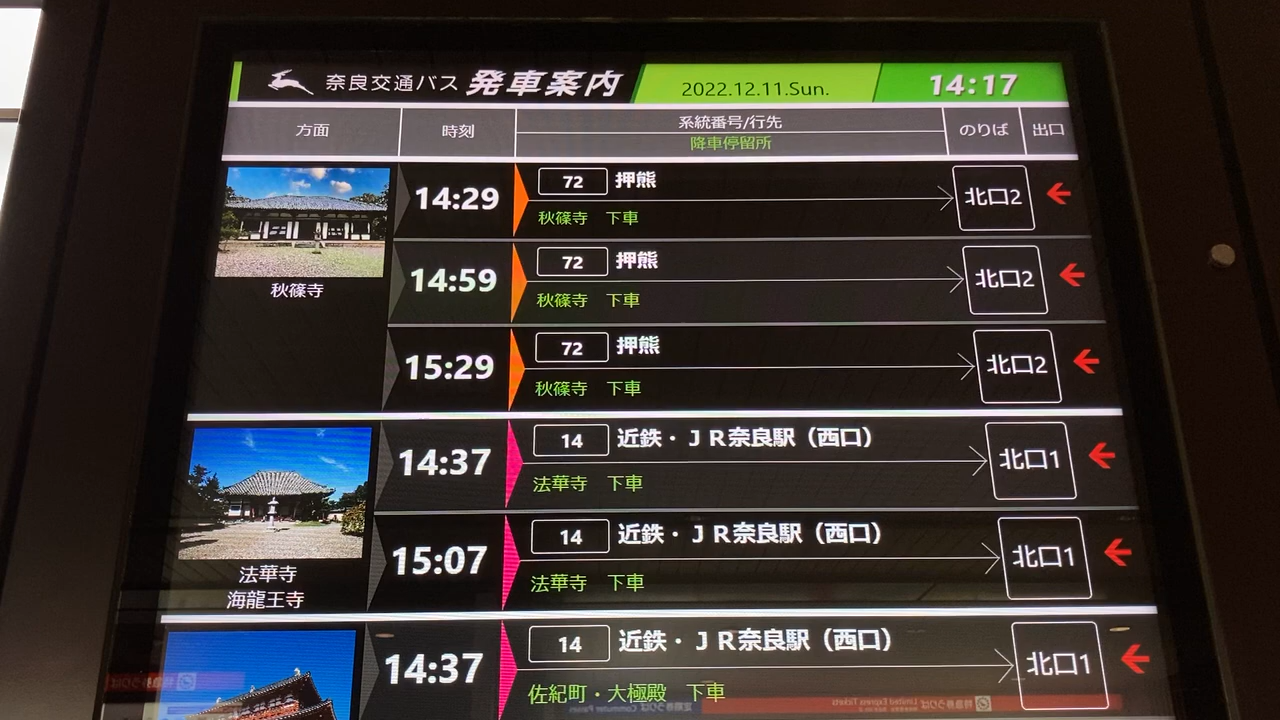 奈良交通バス 発車案内 2022.12.11.Sun. 14:17
方面 時刻 系統番号/行先 のりば 出口
降車停留所
14:29 72 押熊 北口2
秋篠寺 下車
秋篠寺
14:59 72 押熊 北口2
秋篠寺 下車
15:29 72 押熊 北口2
秋篠寺 下車
14:37 14 近鉄・JR奈良駅(西口) 北口1
法華寺 下車
15:07 14 近鉄・JR奈良駅(西口) 北口1
法華寺 下車
法華寺
海龍王寺
14:37 14 近鉄・JR奈良駅(西口) 北口1
佐紀町・大極殿 下車